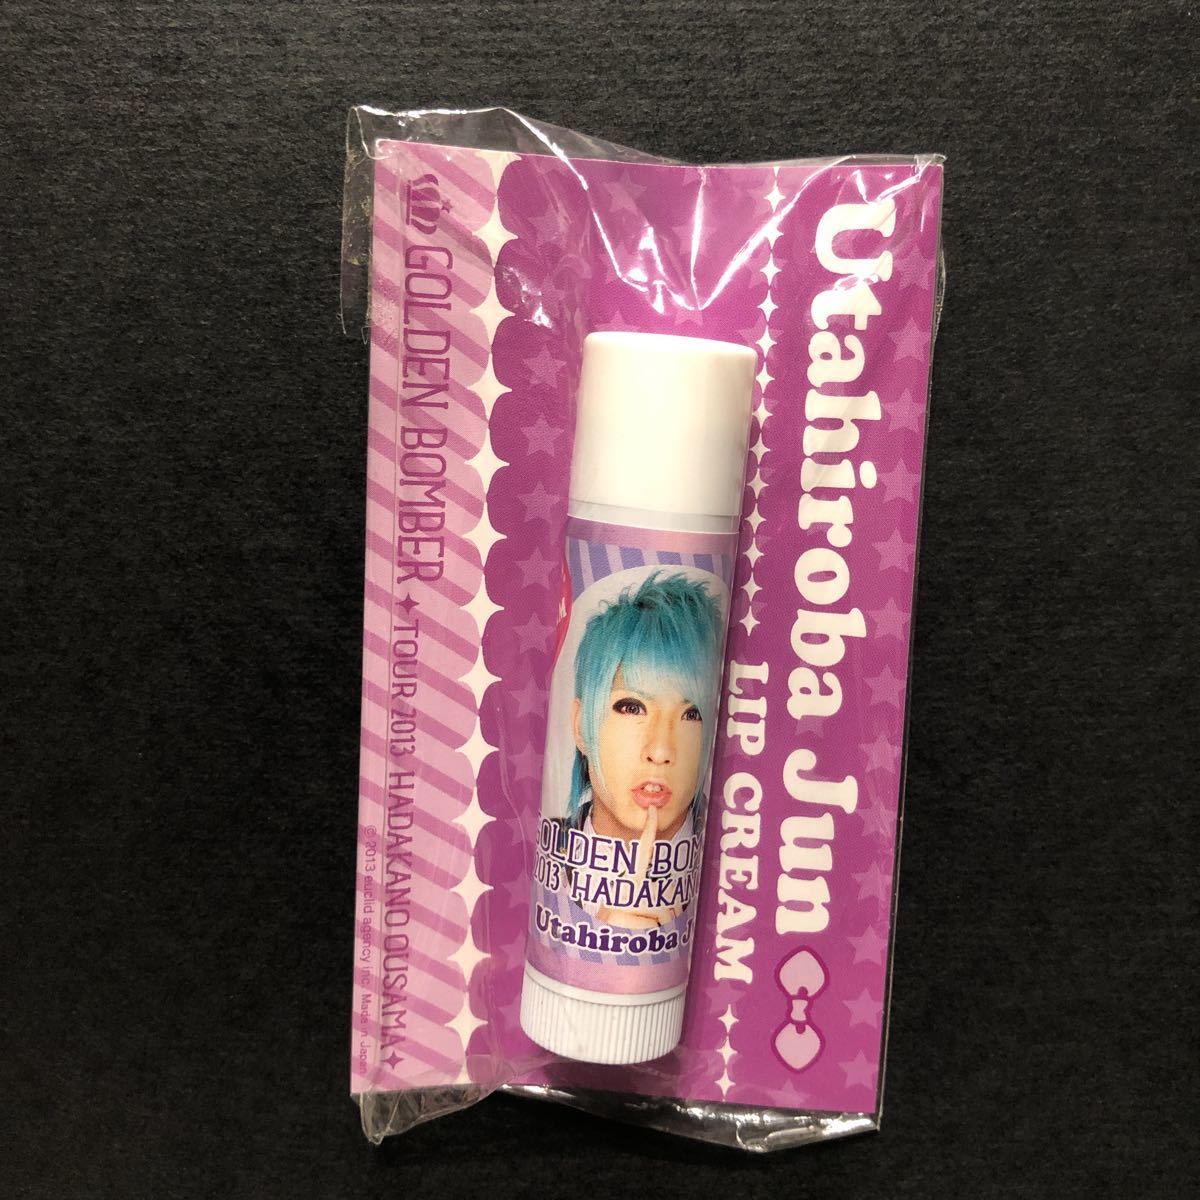 Utahiroba Jun
LIP CREAM
GOLDEN BOMBER TOUR 2013 HADAKANO OUSAMA
©2013 euclid agency inc. Made in Japan
GOLDEN BOM
2013 HADAKAN
Utahiroba J